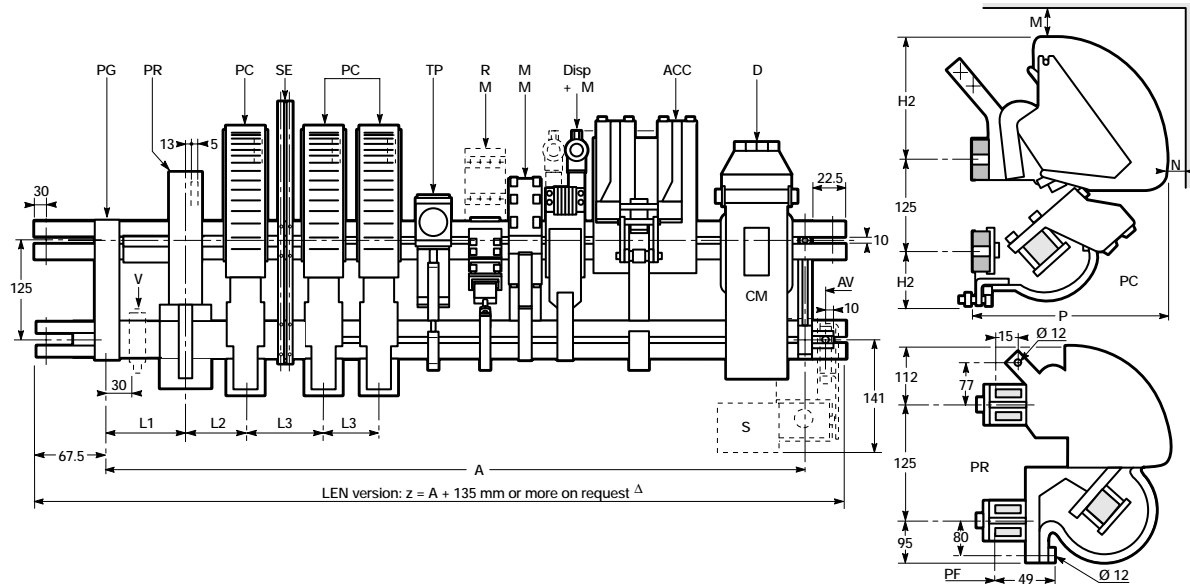 PG PR PC SE PC TP R M M M Disp + M ACC D
13 5
30
22.5
10
125
V
CM
AV
10
30
141
S
L1 L2 L3 L3
67.5
A
LEN version: z = A + 135 mm or more on request Δ
M
H2
N
125
H2
PC
P
15 Ø 12
112
77
125
PR
95
80
PF 49 Ø 12